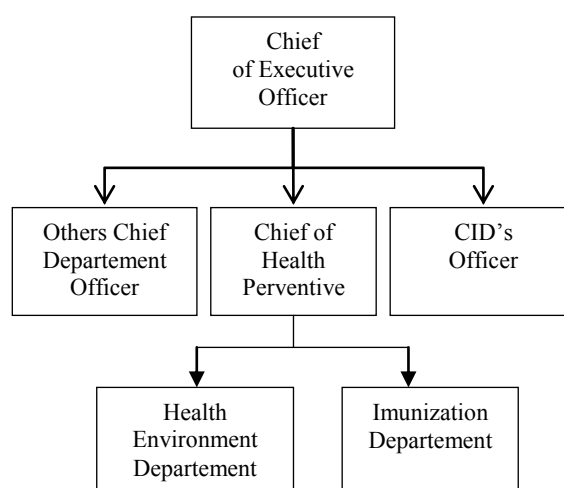 Chief
of Executive
Officer
Others Chief
Departement
Officer
Chief of
Health
Perventive
CID's
Officer
Health
Environment
Departement
Imunization
Departement